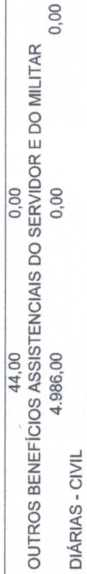 44,00 0,00
OUTROS BENEFÍCIOS ASSISTENCIAIS DO SERVIDOR E DO MILITAR
4.986,00 0,00 0,00
DIÁRIAS - CIVIL